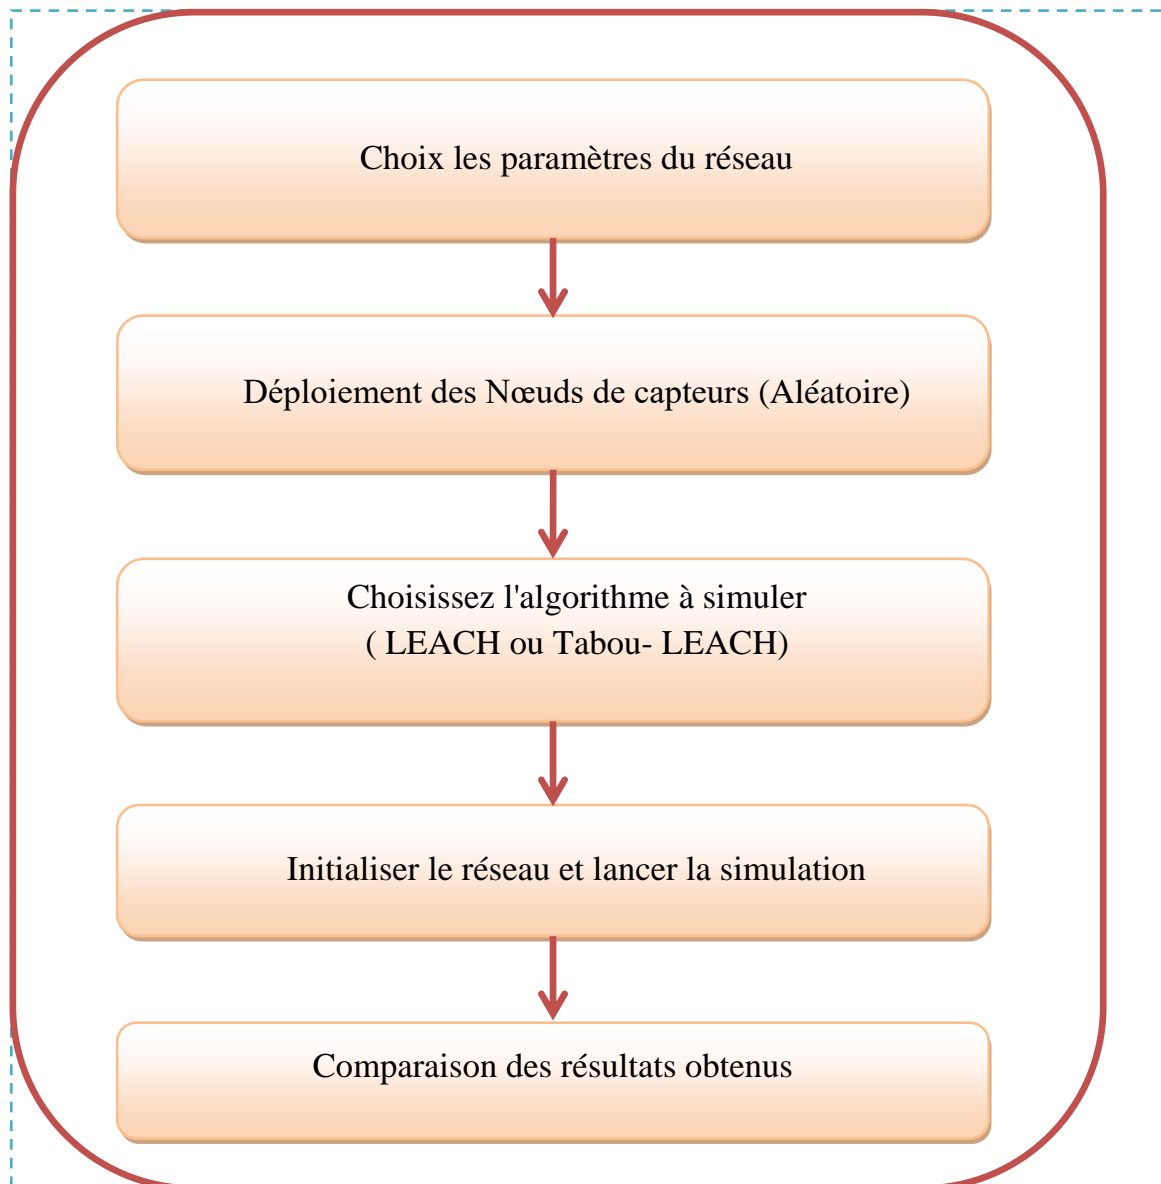 Choix les paramètres du réseau
Déploiement des Nœuds de capteurs (Aléatoire)
Choisissez l'algorithme à simuler
( LEACH ou Tabou- LEACH)
Initialiser le réseau et lancer la simulation
Comparaison des résultats obtenus